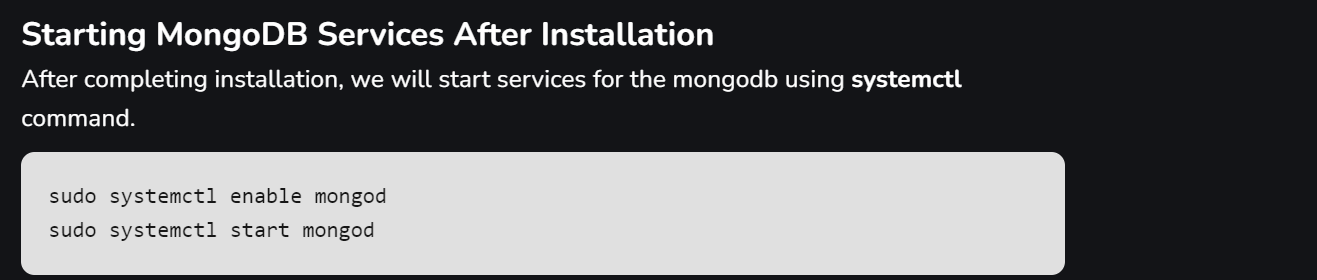 Starting MongoDB Services After Installation
After completing installation, we will start services for the mongodb using systemctl
command.
sudo systemctl enable mongod
sudo systemctl start mongod